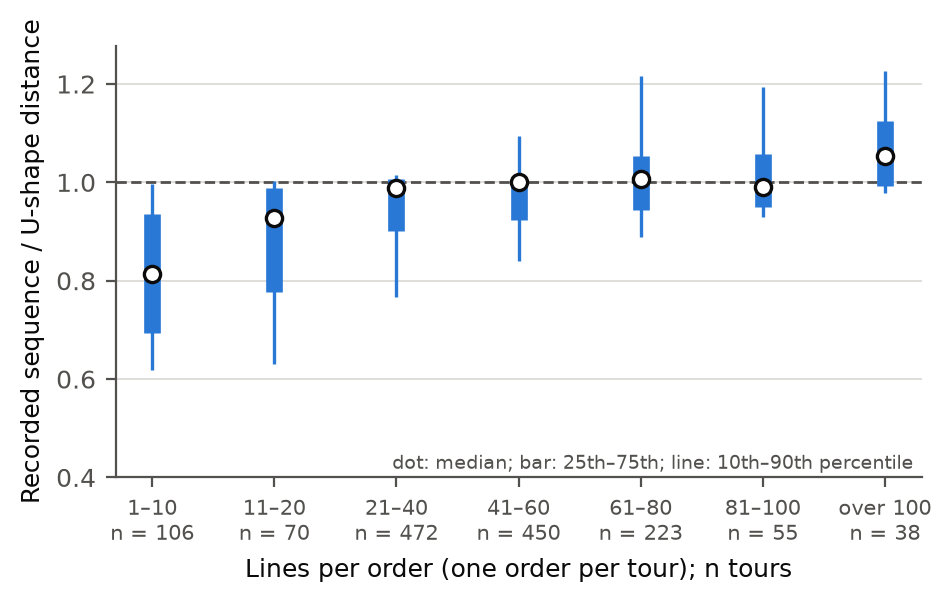 Recorded sequence / U-shape distance
1.2
1.0
0.8
0.6
0.4
dot: median; bar: 25th–75th; line: 10th–90th percentile
1–10 11–20 21–40 41–60 61–80 81–100 over 100
n = 106 n = 70 n = 472 n = 450 n = 223 n = 55 n = 38
Lines per order (one order per tour); n tours